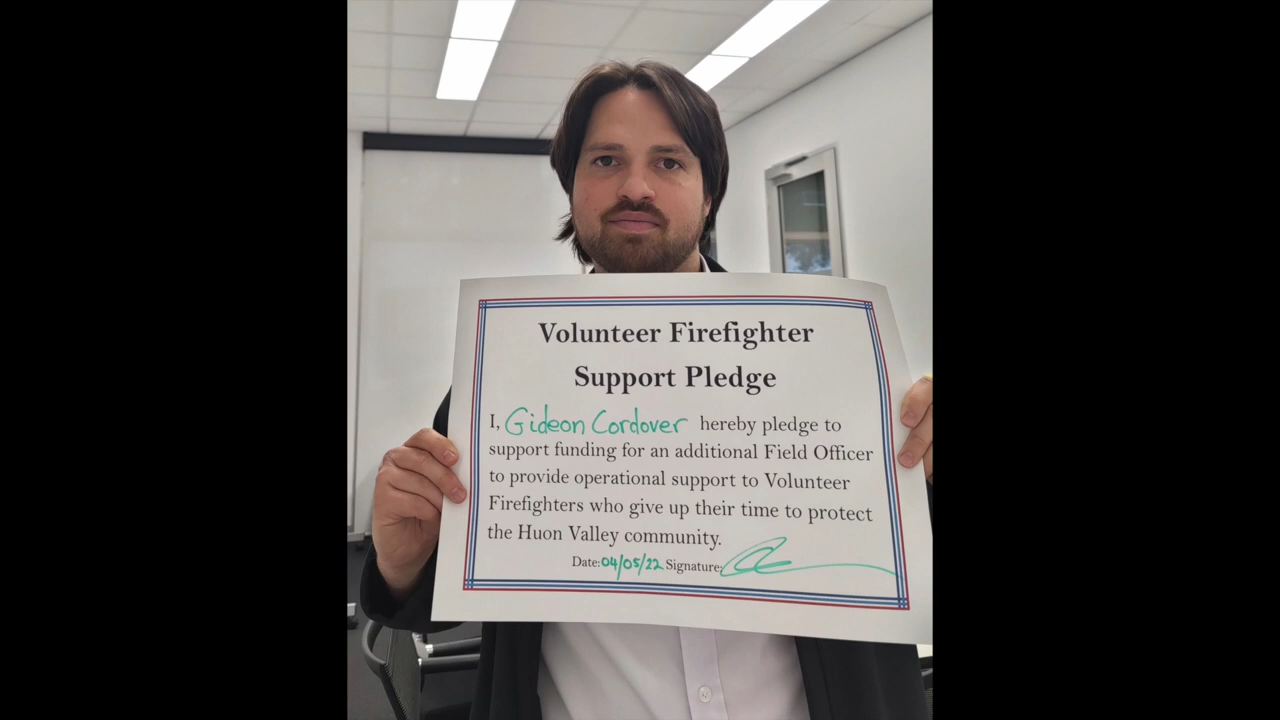 Volunteer Firefighter
Support Pledge
I, Gideon Cordover hereby pledge to
support funding for an additional Field Officer
to provide operational support to Volunteer
Firefighters who give up their time to protect
the Huon Valley community.
Date: 04/05/22 Signature: